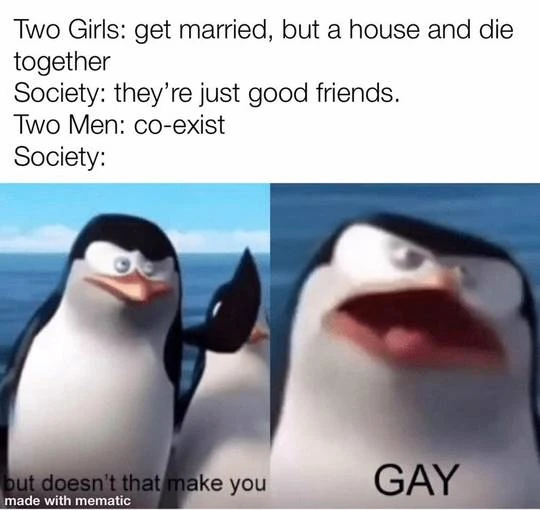 Two Girls: get married, but a house and die
together
Society: they’re just good friends.
Two Men: co-exist
Society:
but doesn't that make you
GAY
made with mematic